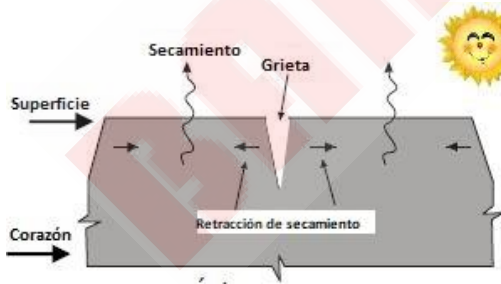 Secamiento
Grieta
Superficie
Retracción de secamiento
Corazón